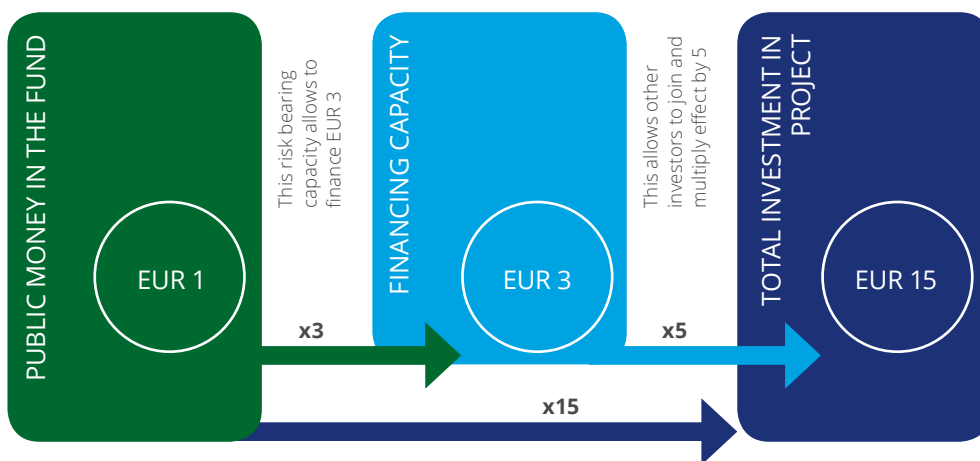 PUBLIC MONEY IN THE FUND
EUR 1
This risk bearing
capacity allows to
finance EUR 3
x3
FINANCING CAPACITY
EUR 3
This allows other
investors to join and
multiply effect by 5
x5
TOTAL INVESTMENT IN
PROJECT
EUR 15
x15